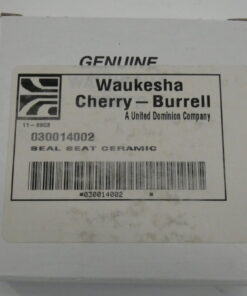 GENUINE
Waukesha
Cherry-Burrell
A United Dominion Company
030014002
SEAL SEAT CERAMIC
*030014002 *